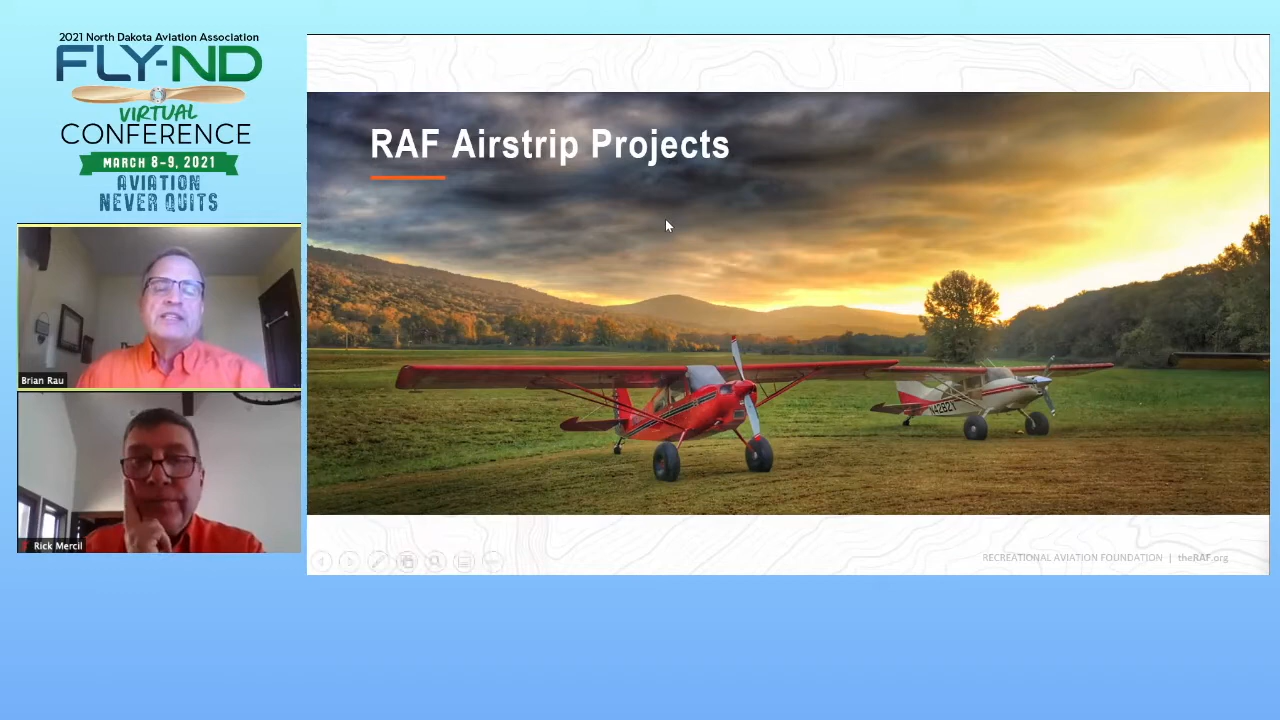 2021 North Dakota Aviation Association
FLY-ND
VIRTUAL
CONFERENCE
MARCH 8-9, 2021
AVIATION
NEVER QUITS
Brian Rau
Rick Mercil
RAF Airstrip Projects
RECREATIONAL AVIATION FOUNDATION | theRAF.org